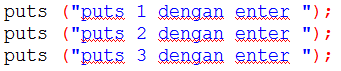 puts ("puts 1 dengan enter ");
puts ("puts 2 dengan enter ");
puts ("puts 3 dengan enter ");